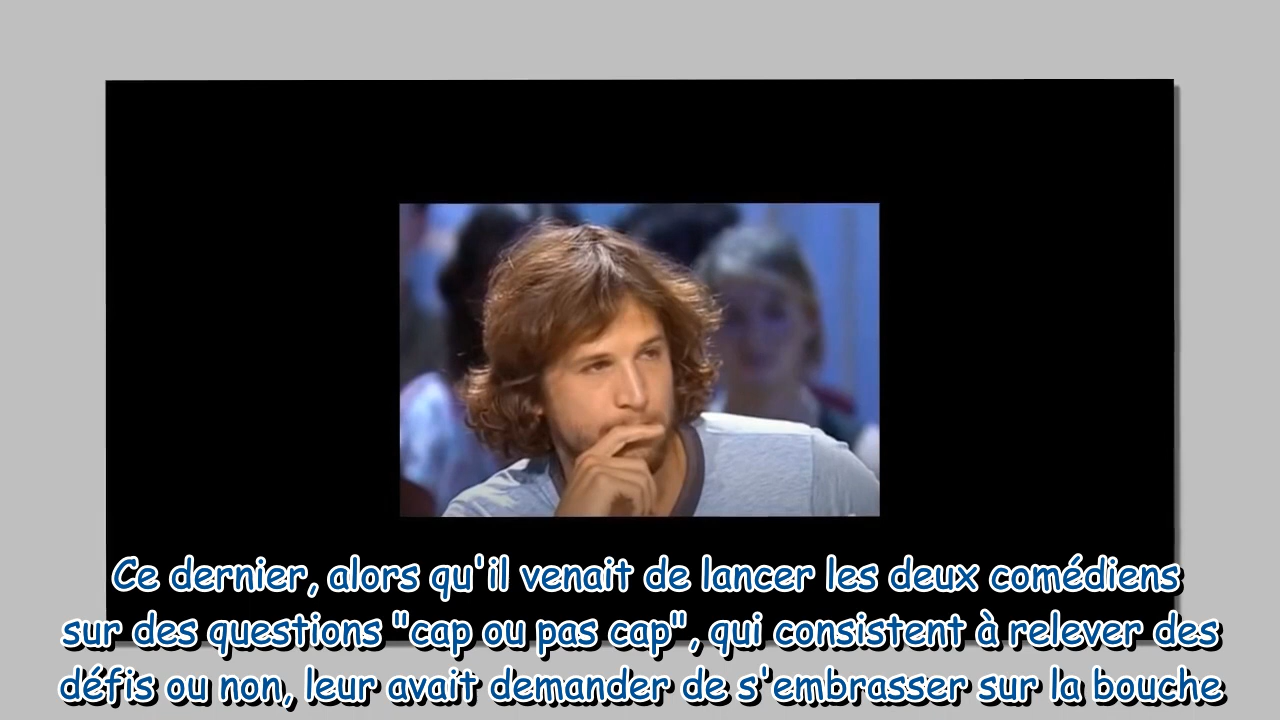 Ce dernier, alors qu'il venait de lancer les deux comédiens
sur des questions "cap ou pas cap", qui consistent à relever des
défis ou non, leur avait demander de s'embrasser sur la bouche